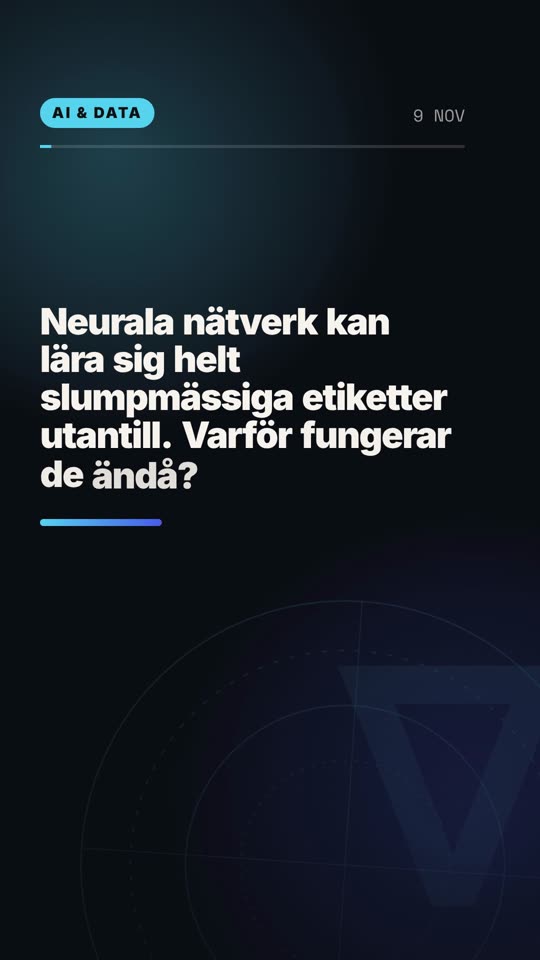 AI & DATA
9 NOV
Neurala nätverk kan
lära sig helt
slumpmässiga etiketter
utantill. Varför fungerar
de ändå?